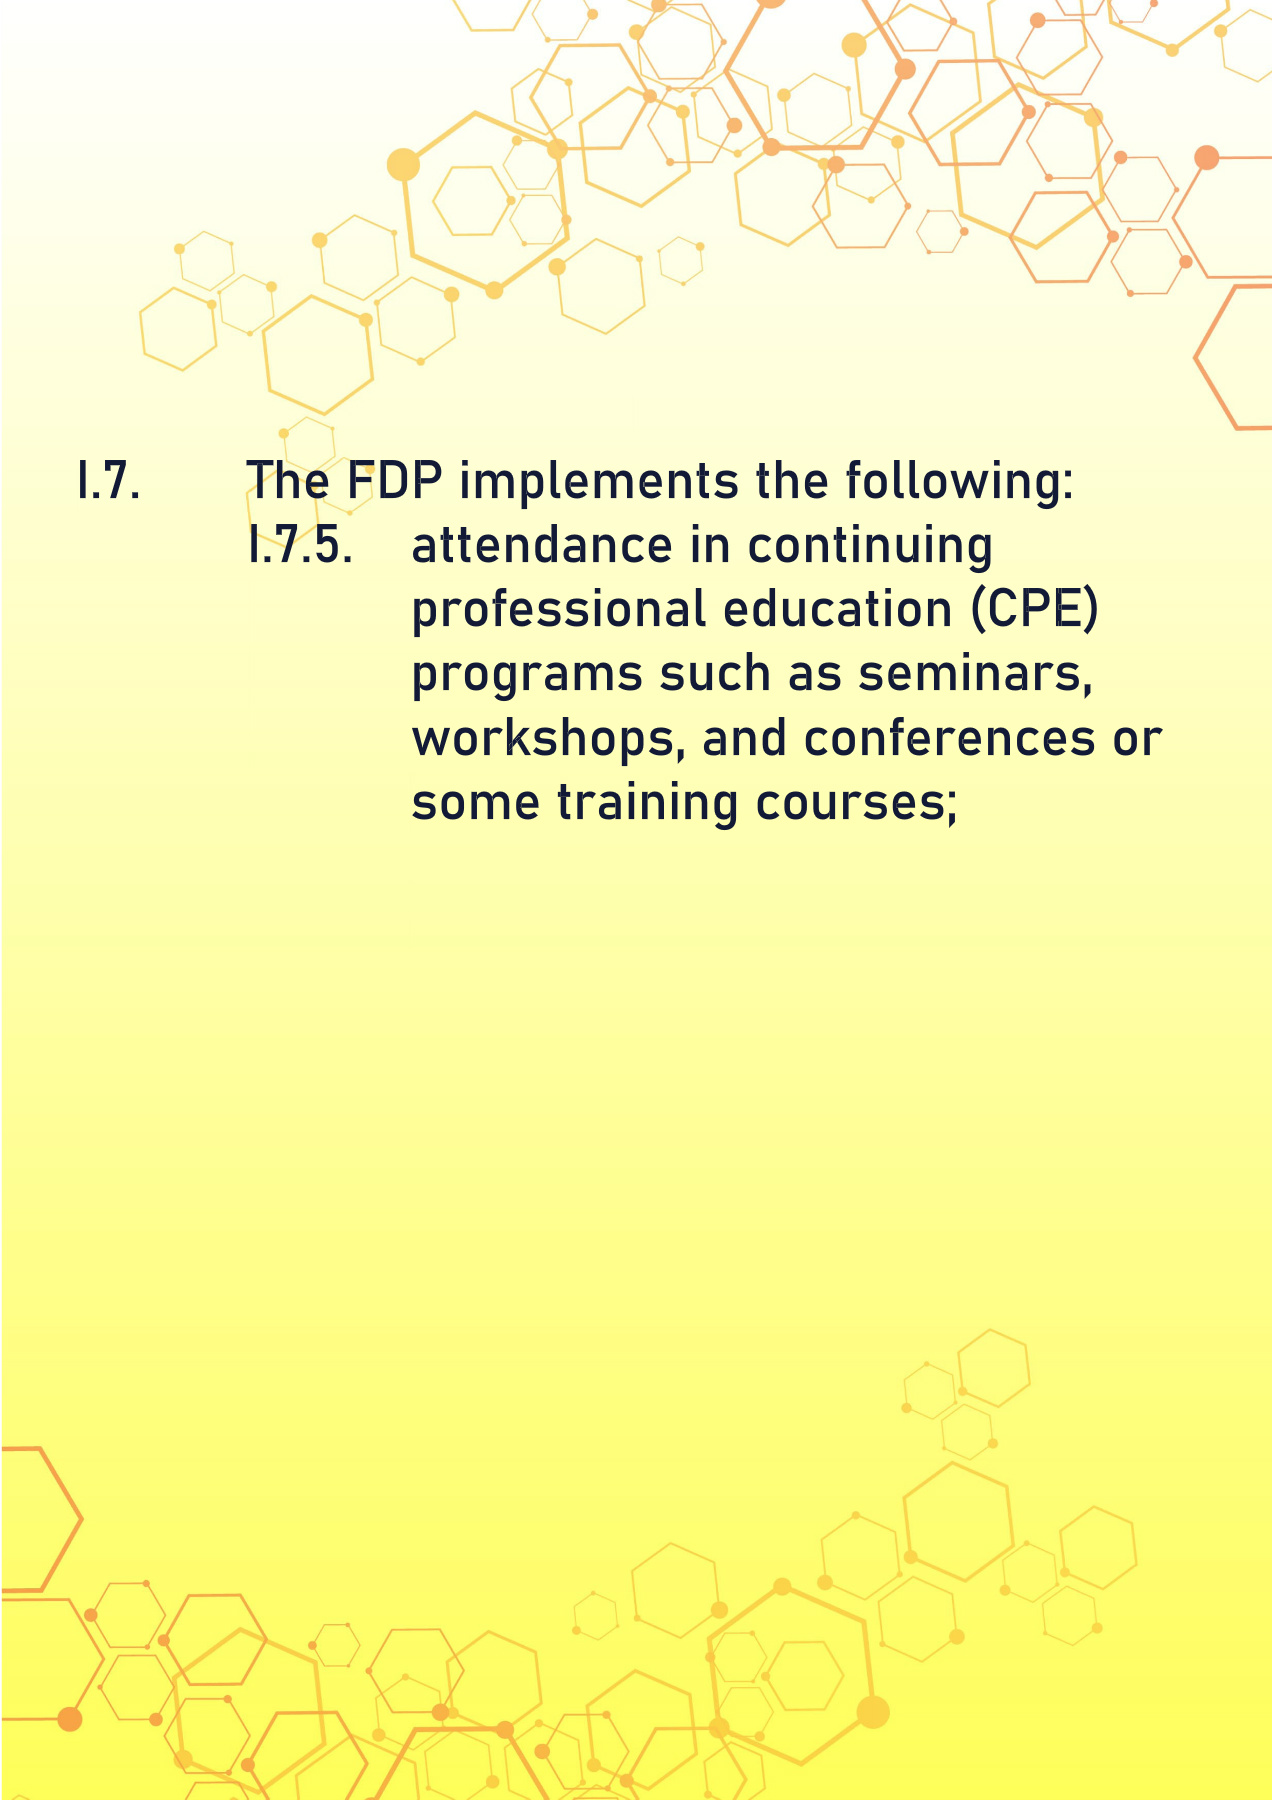 I.7. The FDP implements the following:
I.7.5. attendance in continuing
professional education (CPE)
programs such as seminars,
workshops, and conferences or
some training courses;